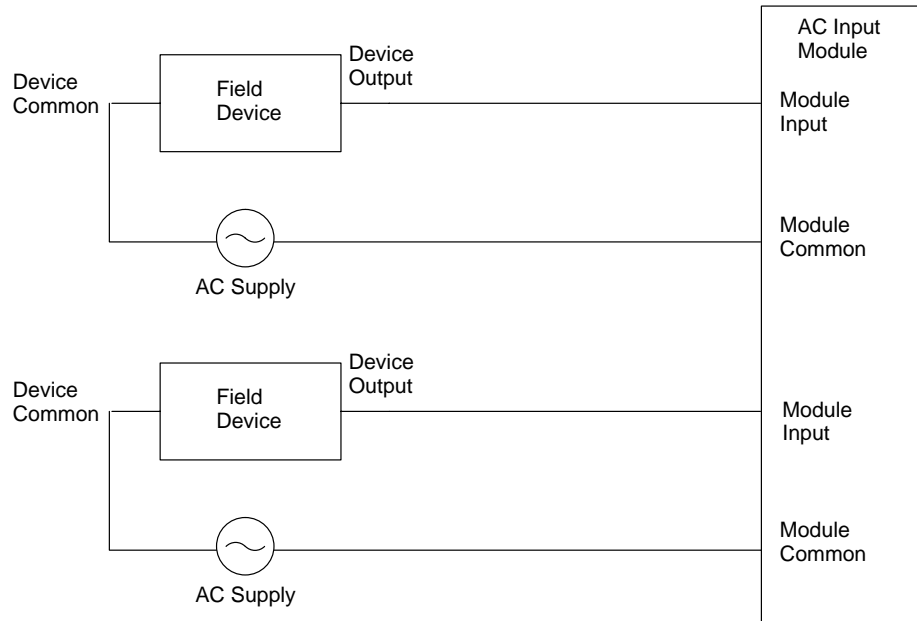 AC Input
Module
Device
Output
Device
Common
Field
Device
Module
Input
Module
Common
AC Supply
Device
Output
Device
Common
Field
Device
Module
Input
Module
Common
AC Supply